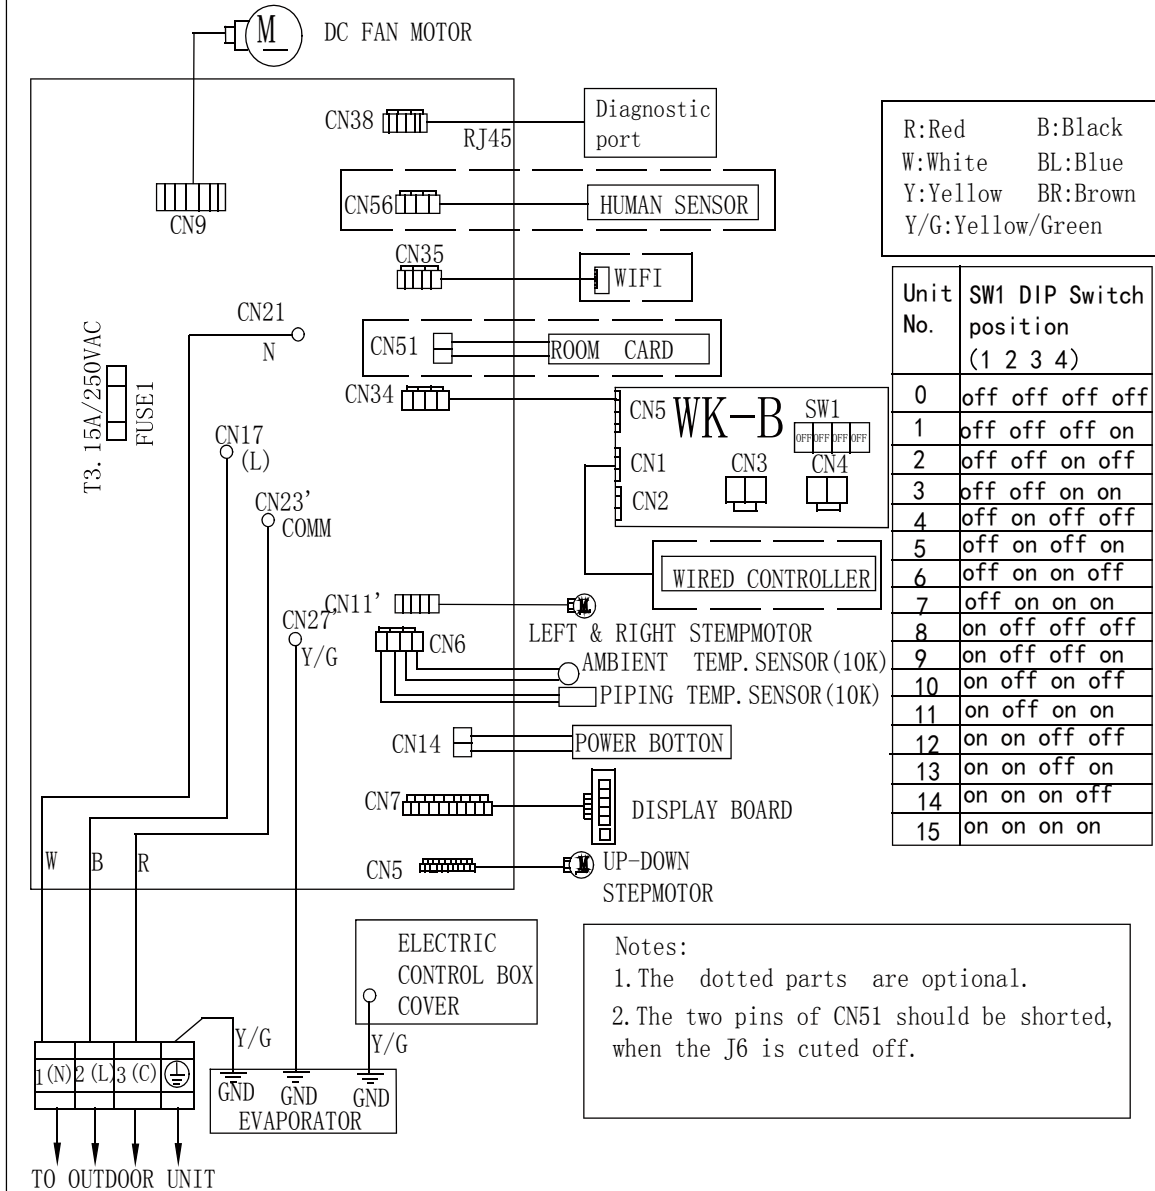 M
DC FAN MOTOR
CN38
RJ45
Diagnostic
port
CN9
CN56
HUMAN SENSOR
CN35
WIFI
CN21
N
CN51
ROOM CARD
T3.15A/250VAC
FUSE1
CN34
CN5
WK-B
SW1
OFF OFF OFF OFF
CN1
CN3
CN4
CN2
CN17
(L)
CN23'
COMM
WIRED CONTROLLER
CN11'
LEFT & RIGHT STEMPMOTOR
CN27'
Y/G
CN6
AMBIENT TEMP.SENSOR(10K)
PIPING TEMP.SENSOR(10K)
CN14
POWER BOTTON
CN7
DISPLAY BOARD
CN5
M
UP-DOWN
STEPMOTOR
W
B
R
ELECTRIC
CONTROL BOX
COVER
Y/G
Y/G
1(N) 2(L) 3(C)
GND
GND
GND
EVAPORATOR
TO OUTDOOR UNIT
R:Red B:Black
W:White BL:Blue
Y:Yellow BR:Brown
Y/G:Yellow/Green
Unit
No.
SW1 DIP Switch
position
(1 2 3 4)
0 off off off off
1 off off off on
2 off off on off
3 off off on on
4 off on off off
5 off on off on
6 off on on off
7 off on on on
8 on off off off
9 on off off on
10 on off on off
11 on off on on
12 on on off off
13 on on off on
14 on on on off
15 on on on on
Notes:
1.The dotted parts are optional.
2.The two pins of CN51 should be shorted,
when the J6 is cuted off.